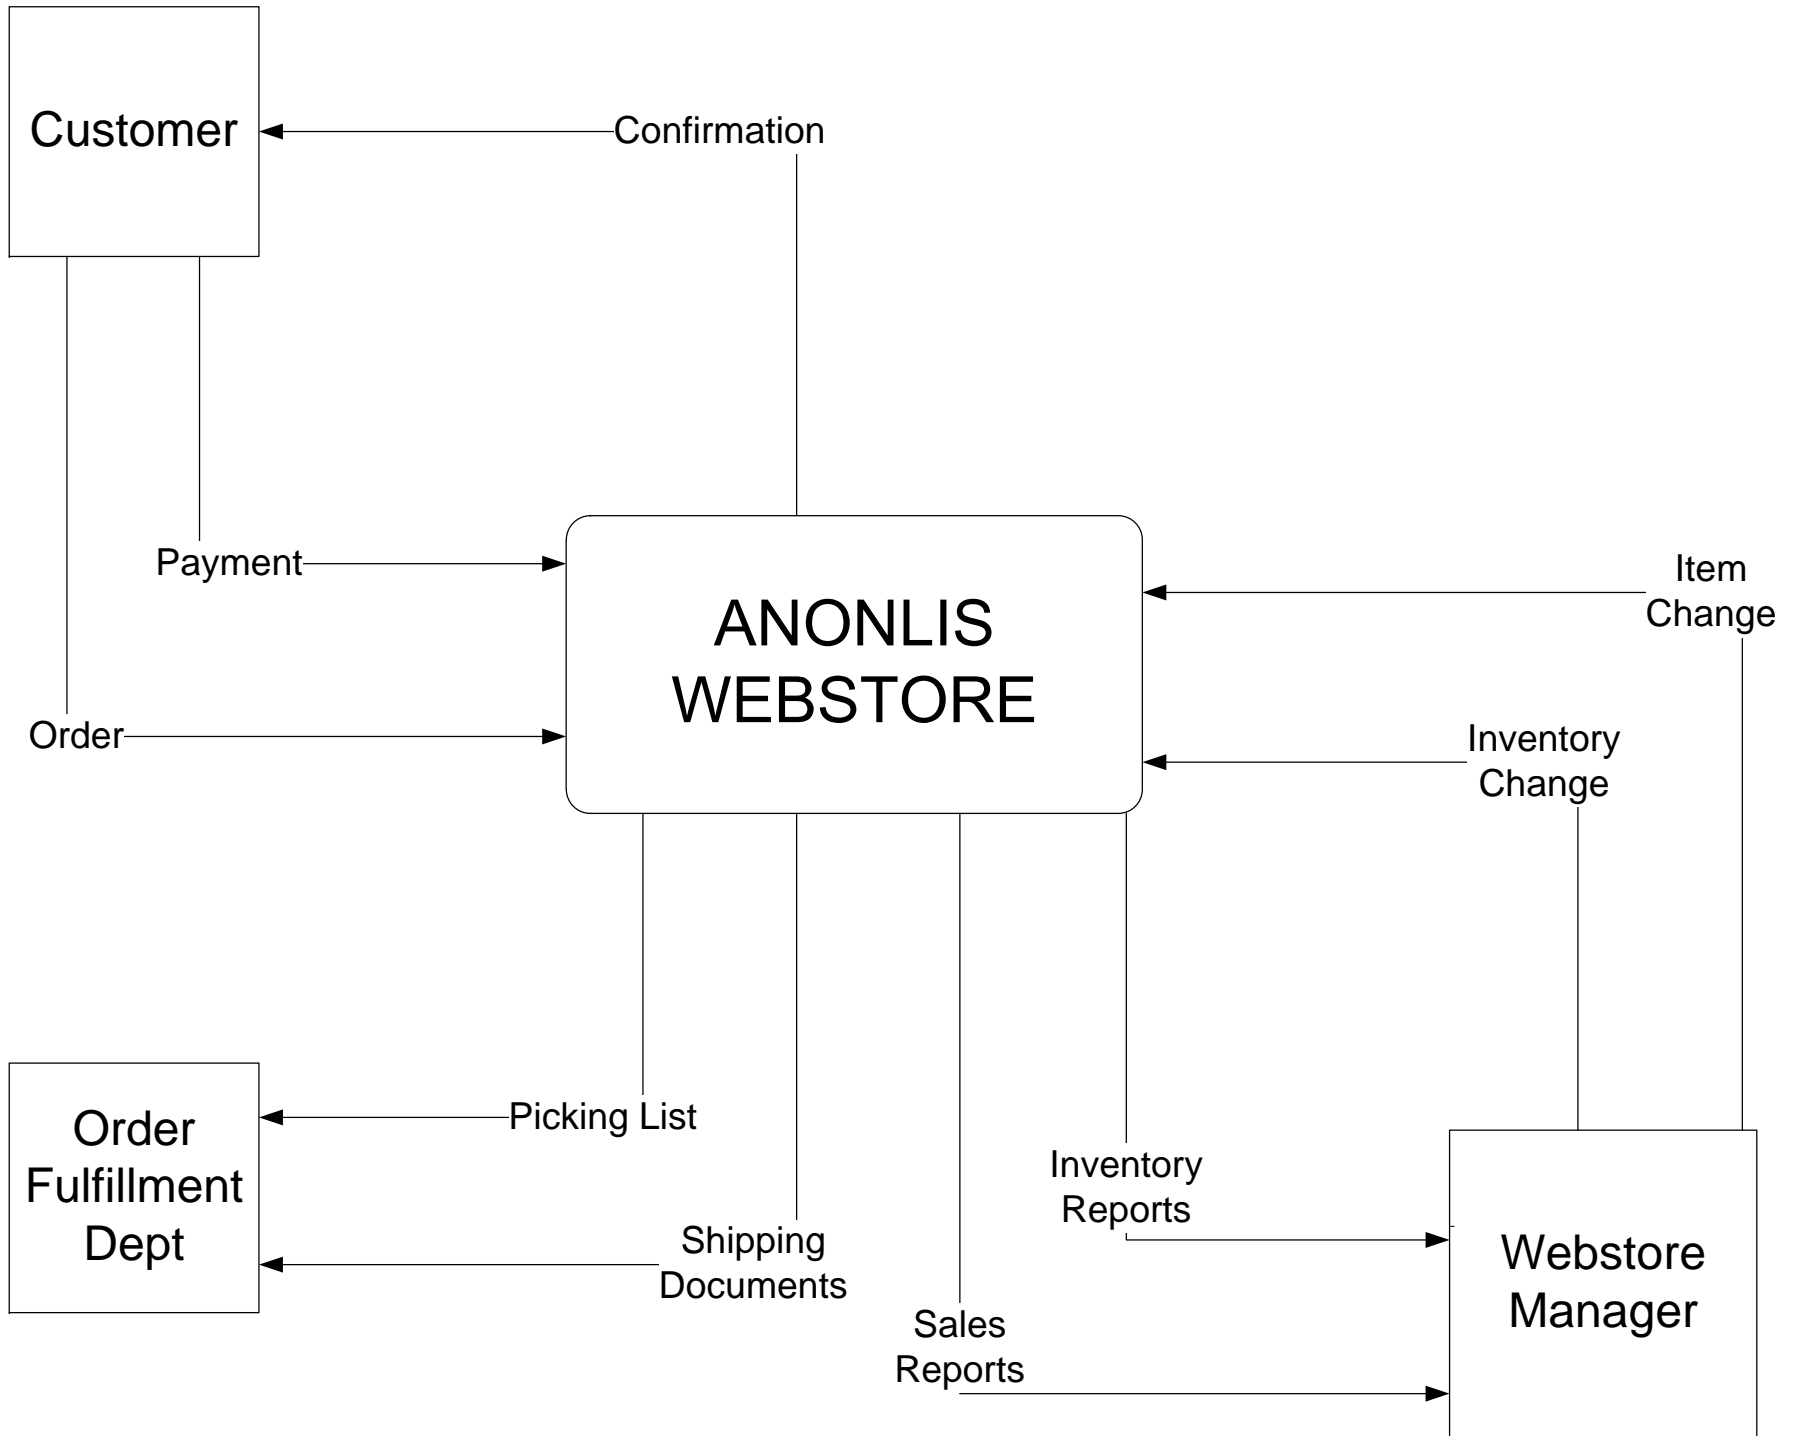 Customer
Confirmation
Payment
Order
ANONLIS
WEBSTORE
Item
Change
Inventory
Change
Order
Fulfillment
Dept
Picking List
Shipping
Documents
Inventory
Reports
Sales
Reports
Webstore
Manager